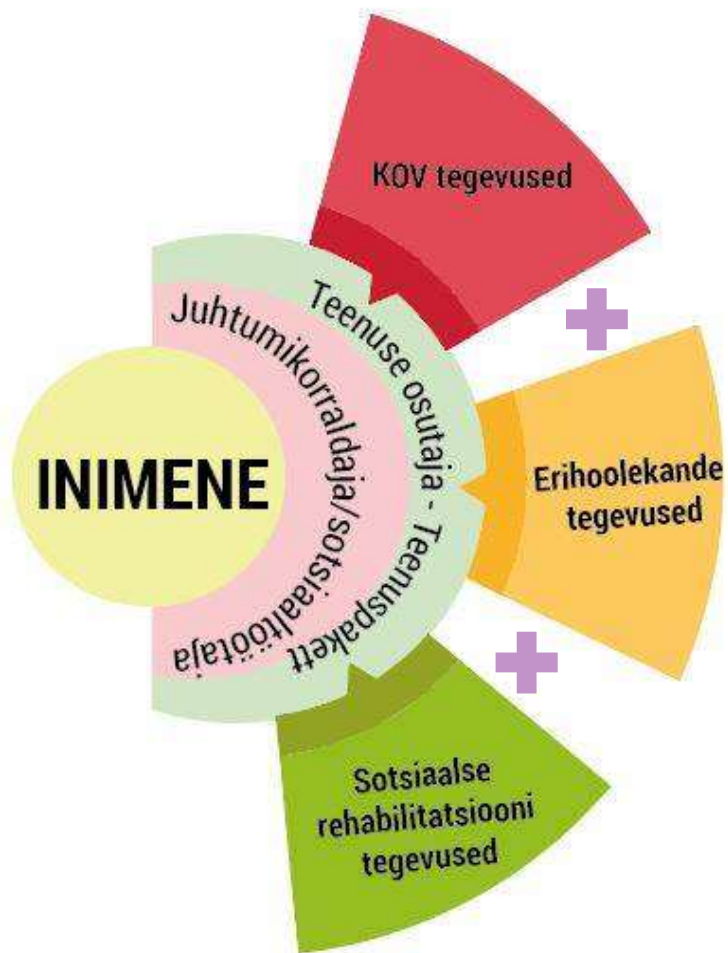 KOV tegevused
Teenuse osutaja - Teenuspakett
Juhtumikorraldaja/sotsiaaltöötaja
INIMENE
Erihoolekande
tegevused
Sotsiaalse
rehabilitatsiooni
tegevused